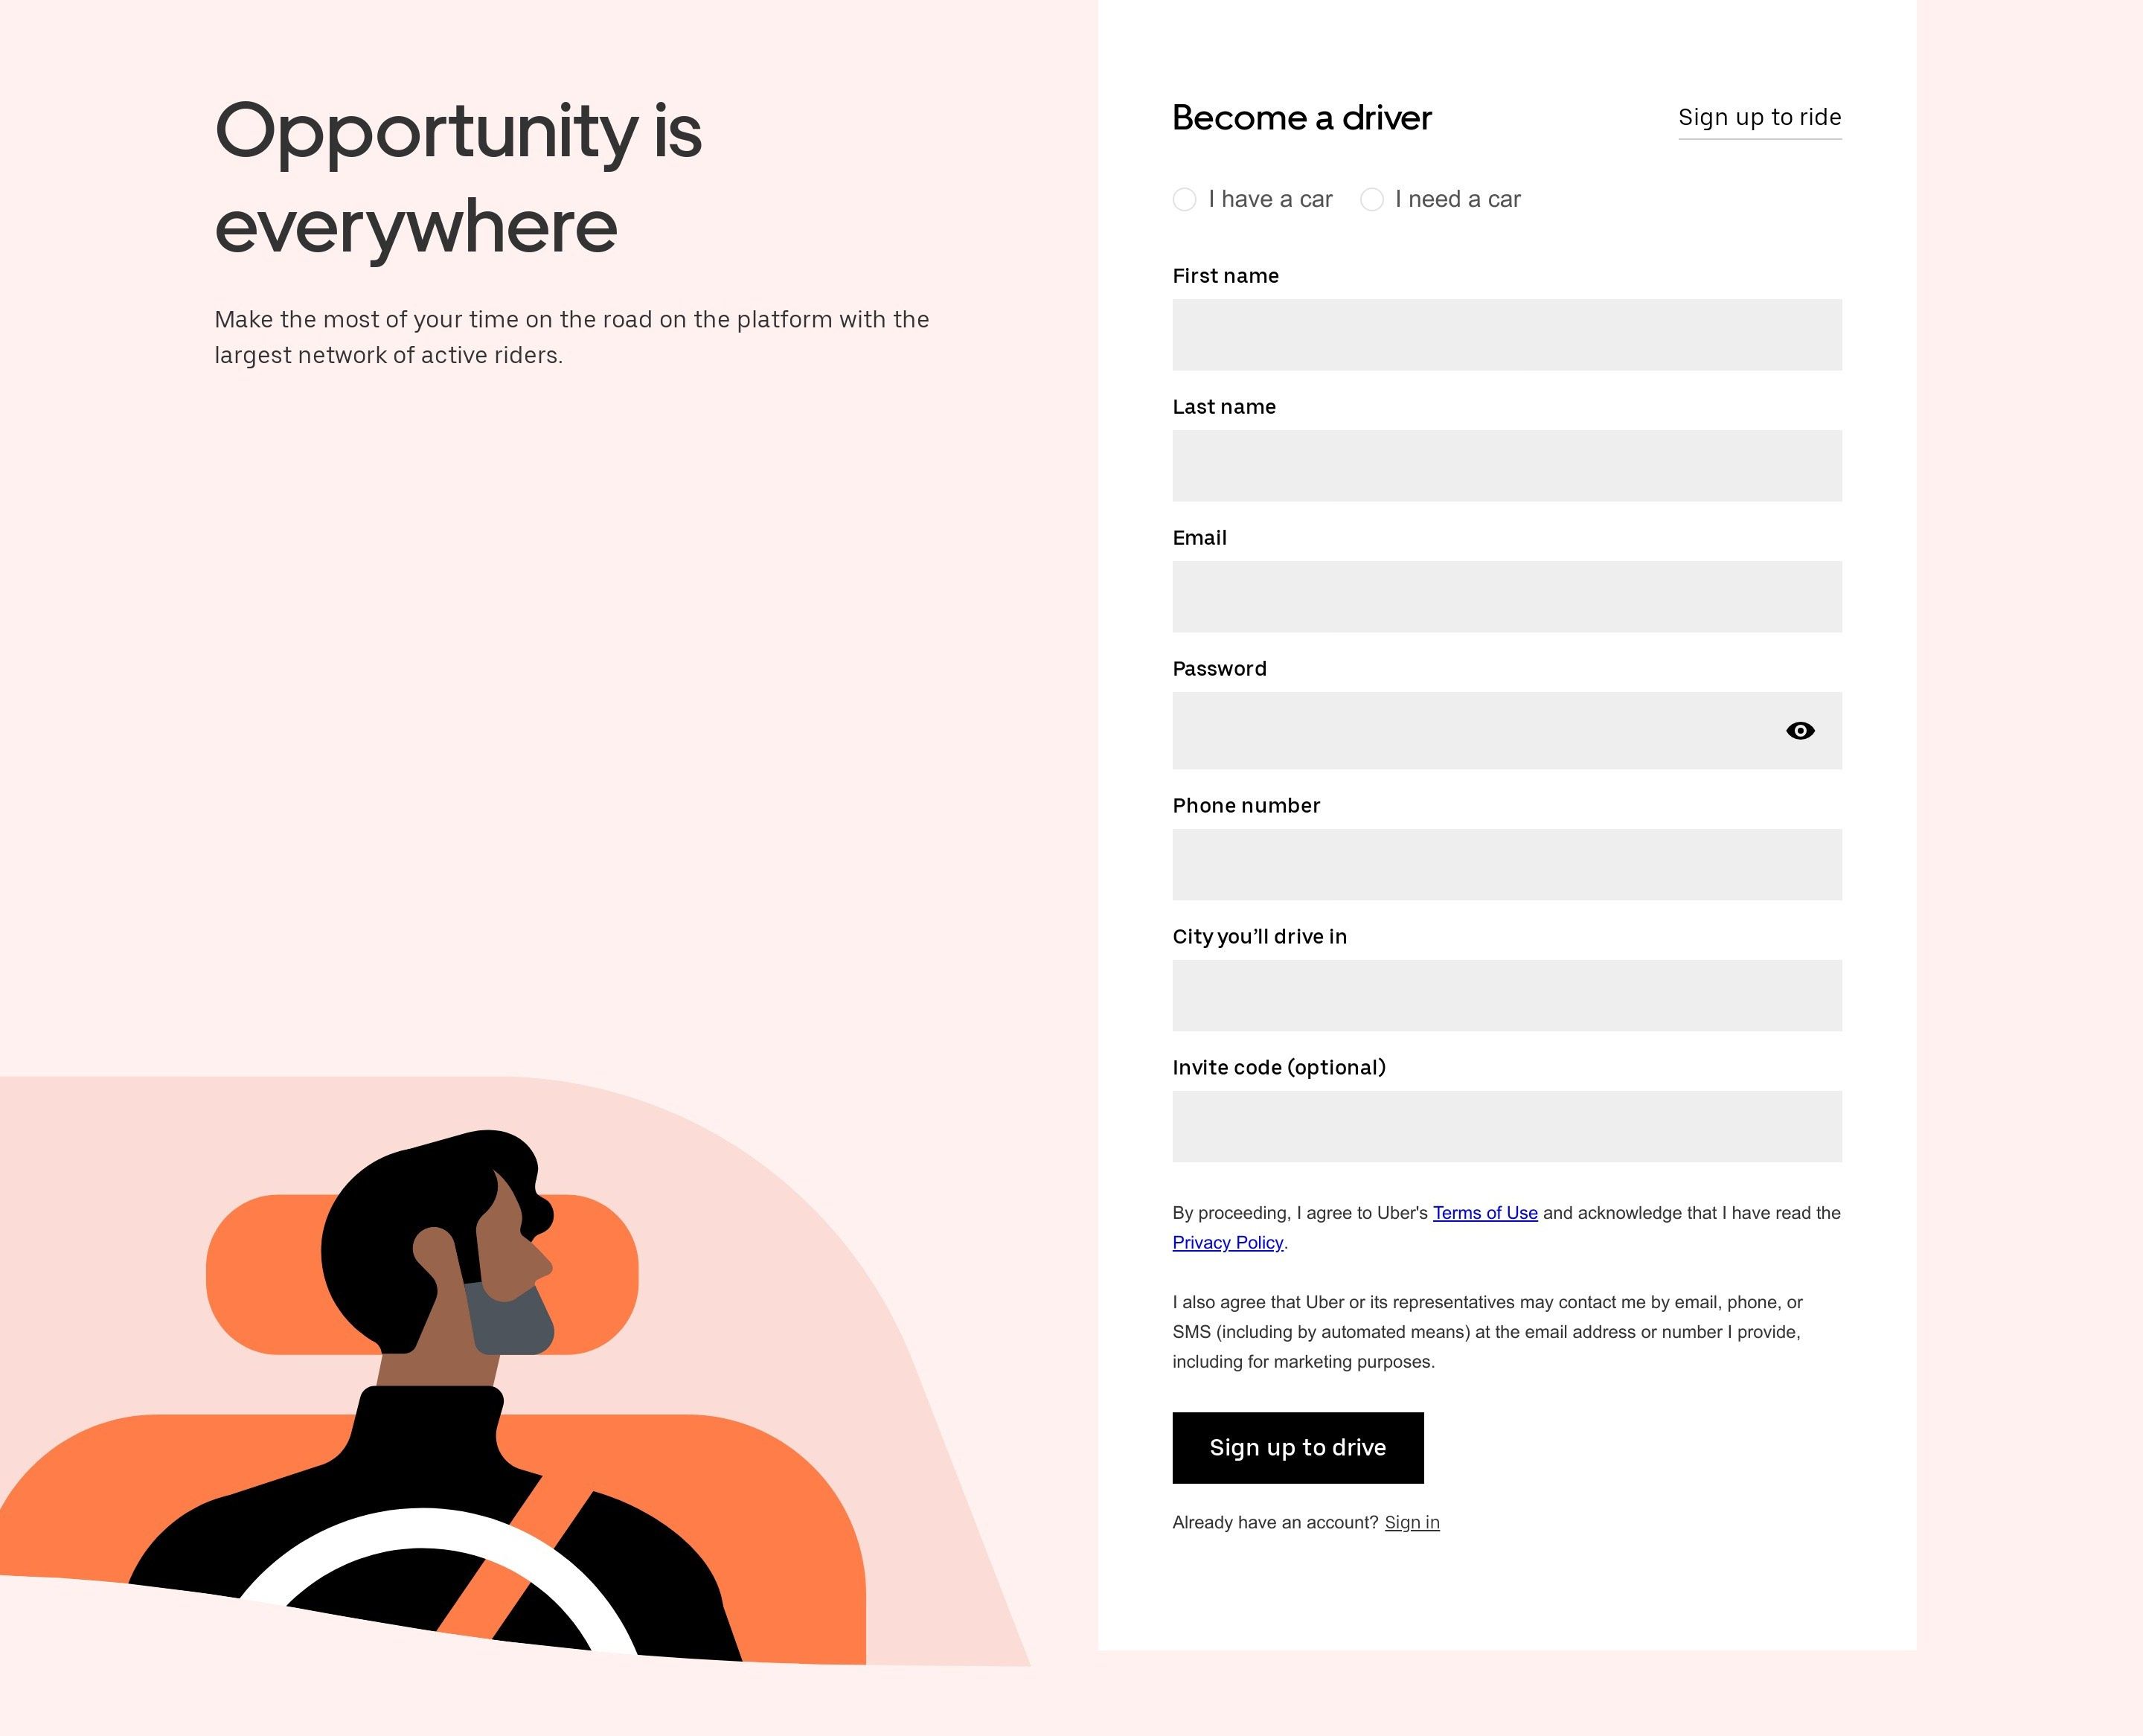 Opportunity is
everywhere
Make the most of your time on the road on the platform with the
largest network of active riders.
Become a driver
Sign up to ride
I have a car
I need a car
First name
Last name
Email
Password
Phone number
City you’ll drive in
Invite code (optional)
By proceeding, I agree to Uber's Terms of Use and acknowledge that I have read the
Privacy Policy.
I also agree that Uber or its representatives may contact me by email, phone, or
SMS (including by automated means) at the email address or number I provide,
including for marketing purposes.
Sign up to drive
Already have an account? Sign in